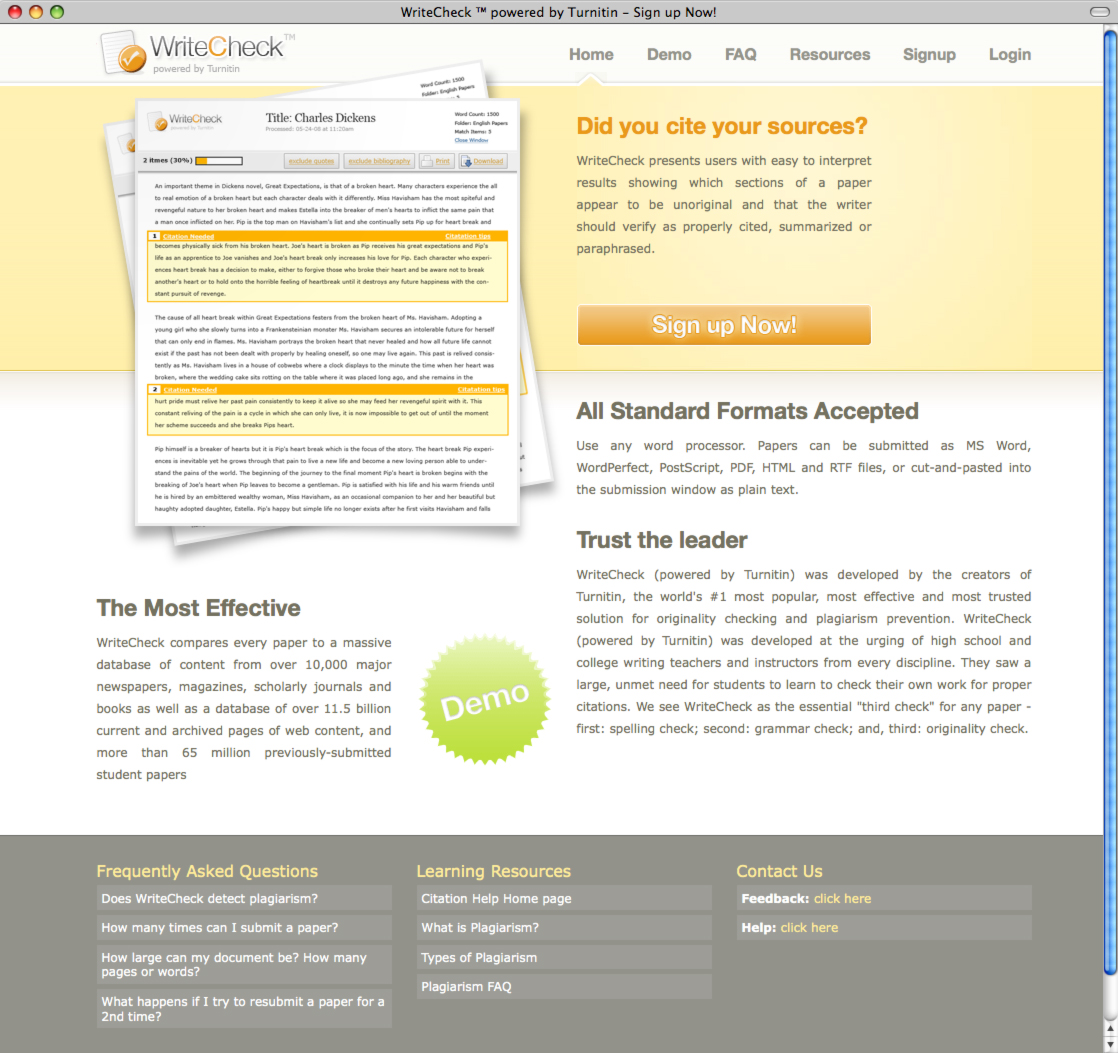 WriteCheck ™ powered by Turnitin – Sign up Now!
WriteCheck™
powered by Turnitin
Home Demo FAQ Resources Signup Login
Word Count: 1500
Folder: English Papers
WriteCheck
powered by Turnitin
Title: Charles Dickens
Processed: 05-24-08 at 11:20am
Word Count: 1500
Folder: English Papers
Match Items: 3
Close Window
2 itmes (30%)
exclude quotes
exclude bibliography
Print
Download
An important theme in Dickens novel, Great Expectations, is that of a broken heart. Many characters experience the all
to real emotion of a broken heart but each character deals with it differently. Miss Havisham has the most spiteful and
revengeful nature to her broken heart and makes Estella into the breaker of men's hearts to inflict the same pain that
a man once inflicted on her. Pip is the top man on Havisham's list and she continually sets Pip up for heart break and
1 Citation Needed Citatation tips
becomes physically sick from his broken heart. Joe's heart is broken as Pip receives his great expectations and Pip's
life as an apprentice to Joe vanishes and Joe's heart break only increases his love for Pip. Each character who experi-
ences heart break has a decision to make, either to forgive those who broke their heart and be aware not to break
another's heart or to hold onto the horrible feeling of heartbreak until it destroys any future happiness with the con-
stant pursuit of revenge.
The cause of all heart break within Great Expectations festers from the broken heart of Ms. Havisham. Adopting a
young girl who she slowly turns into a Frankensteinian monster Ms. Havisham secures an intolerable future for herself
that can only end in flames. Ms. Havisham portrays the broken heart that never healed and how all future life cannot
exist if the past has not been dealt with properly by healing oneself, so one may live again. This past is relived consis-
tently as Ms. Havisham lives in a house of cobwebs where a clock displays to the minute the time when her heart was
broken, where the wedding cake sits rotting on the table where it was placed long ago, and she remains in the
2 Citation Needed Citatation tips
hurt pride must relive her past pain consistently to keep it alive so she may feed her revengeful spirit with it. This
constant reliving of the pain is a cycle in which she can only live, it is now impossible to get out of until the moment
her scheme succeeds and she breaks Pips heart.
Pip himself is a breaker of hearts but it is Pip's heart break which is the focus of the story. The heart break Pip experi-
ences is inevitable yet he grows through that pain to live a new life and become a new loving person able to under-
stand the pains of the world. The beginning of the journey to the final moment Pip's heart is broken begins with the
breaking of Joe's heart when Pip leaves to become a gentleman. Pip is satisfied with his life and his warm friends until
he is hired by an embittered wealthy woman, Miss Havisham, as an occasional companion to her and her beautiful but
haughty adopted daughter, Estella. Pip's happy but simple life no longer exists after he first visits Havisham and falls
Did you cite your sources?
WriteCheck presents users with easy to interpret
results showing which sections of a paper
appear to be unoriginal and that the writer
should verify as properly cited, summarized or
paraphrased.
Sign up Now!
All Standard Formats Accepted
Use any word processor. Papers can be submitted as MS Word,
WordPerfect, PostScript, PDF, HTML and RTF files, or cut-and-pasted into
the submission window as plain text.
Trust the leader
WriteCheck (powered by Turnitin) was developed by the creators of
Turnitin, the world's #1 most popular, most effective and most trusted
solution for originality checking and plagiarism prevention. WriteCheck
(powered by Turnitin) was developed at the urging of high school and
college writing teachers and instructors from every discipline. They saw a
large, unmet need for students to learn to check their own work for proper
citations. We see WriteCheck as the essential "third check" for any paper -
first: spelling check; second: grammar check; and, third: originality check.
The Most Effective
WriteCheck compares every paper to a massive
database of content from over 10,000 major
newspapers, magazines, scholarly journals and
books as well as a database of over 11.5 billion
current and archived pages of web content, and
more than 65 million previously-submitted
student papers
Demo
Frequently Asked Questions
Does WriteCheck detect plagiarism?
How many times can I submit a paper?
How large can my document be? How many
pages or words?
What happens if I try to resubmit a paper for a
2nd time?
Learning Resources
Citation Help Home page
What is Plagiarism?
Types of Plagiarism
Plagiarism FAQ
Contact Us
Feedback: click here
Help: click here